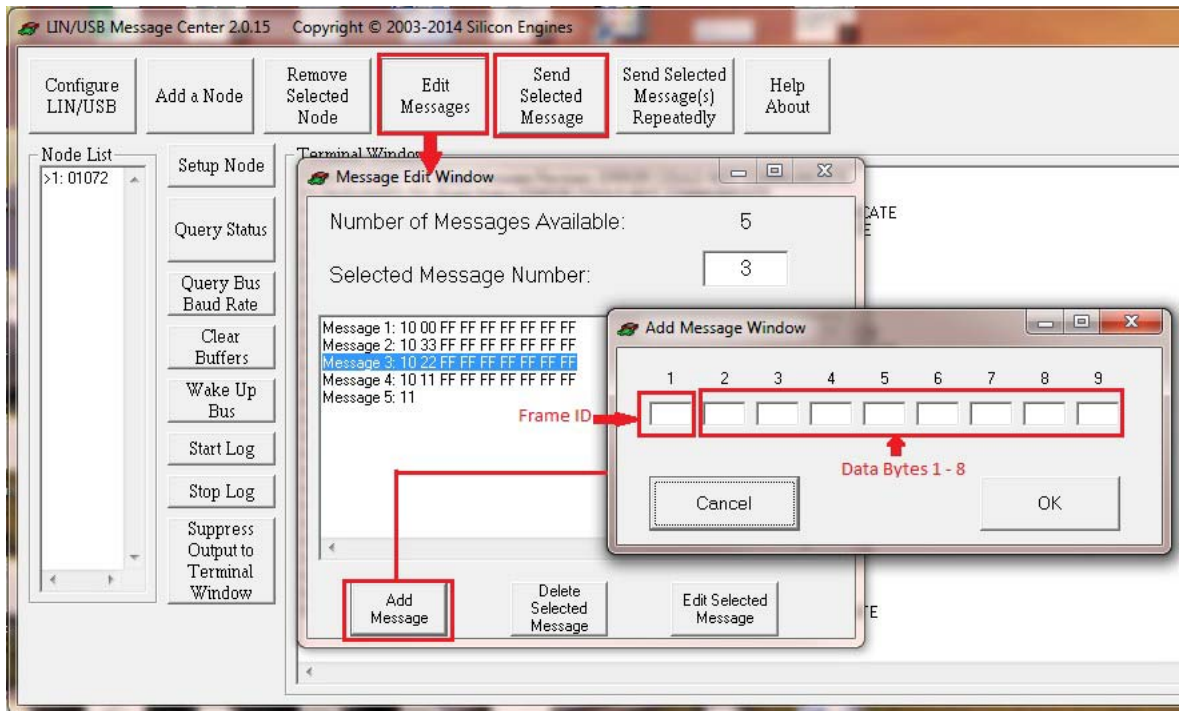 LIN/USB Message Center 2.0.15 Copyright © 2003-2014 Silicon Engines
Configure
LIN/USB
Add a Node
Remove
Selected
Node
Edit
Messages
Send
Selected
Message
Send Selected
Message(s)
Repeatedly
Help
About
Node List
>1: 01072
Setup Node
Query Status
Query Bus
Baud Rate
Clear
Buffers
Wake Up
Bus
Start Log
Stop Log
Suppress
Output to
Terminal
Window
Terminal Window
CATE
E
Message Edit Window
Number of Messages Available: 5
Selected Message Number: 3
Message 1: 10 00 FF FF FF FF FF FF FF
Message 2: 10 33 FF FF FF FF FF FF FF
Message 3: 10 22 FF FF FF FF FF FF FF
Message 4: 10 11 FF FF FF FF FF FF FF
Message 5: 11
Add
Message
Delete
Selected
Message
Edit Selected
Message
TE
Add Message Window
1 2 3 4 5 6 7 8 9
Frame ID
Data Bytes 1 - 8
Cancel
OK